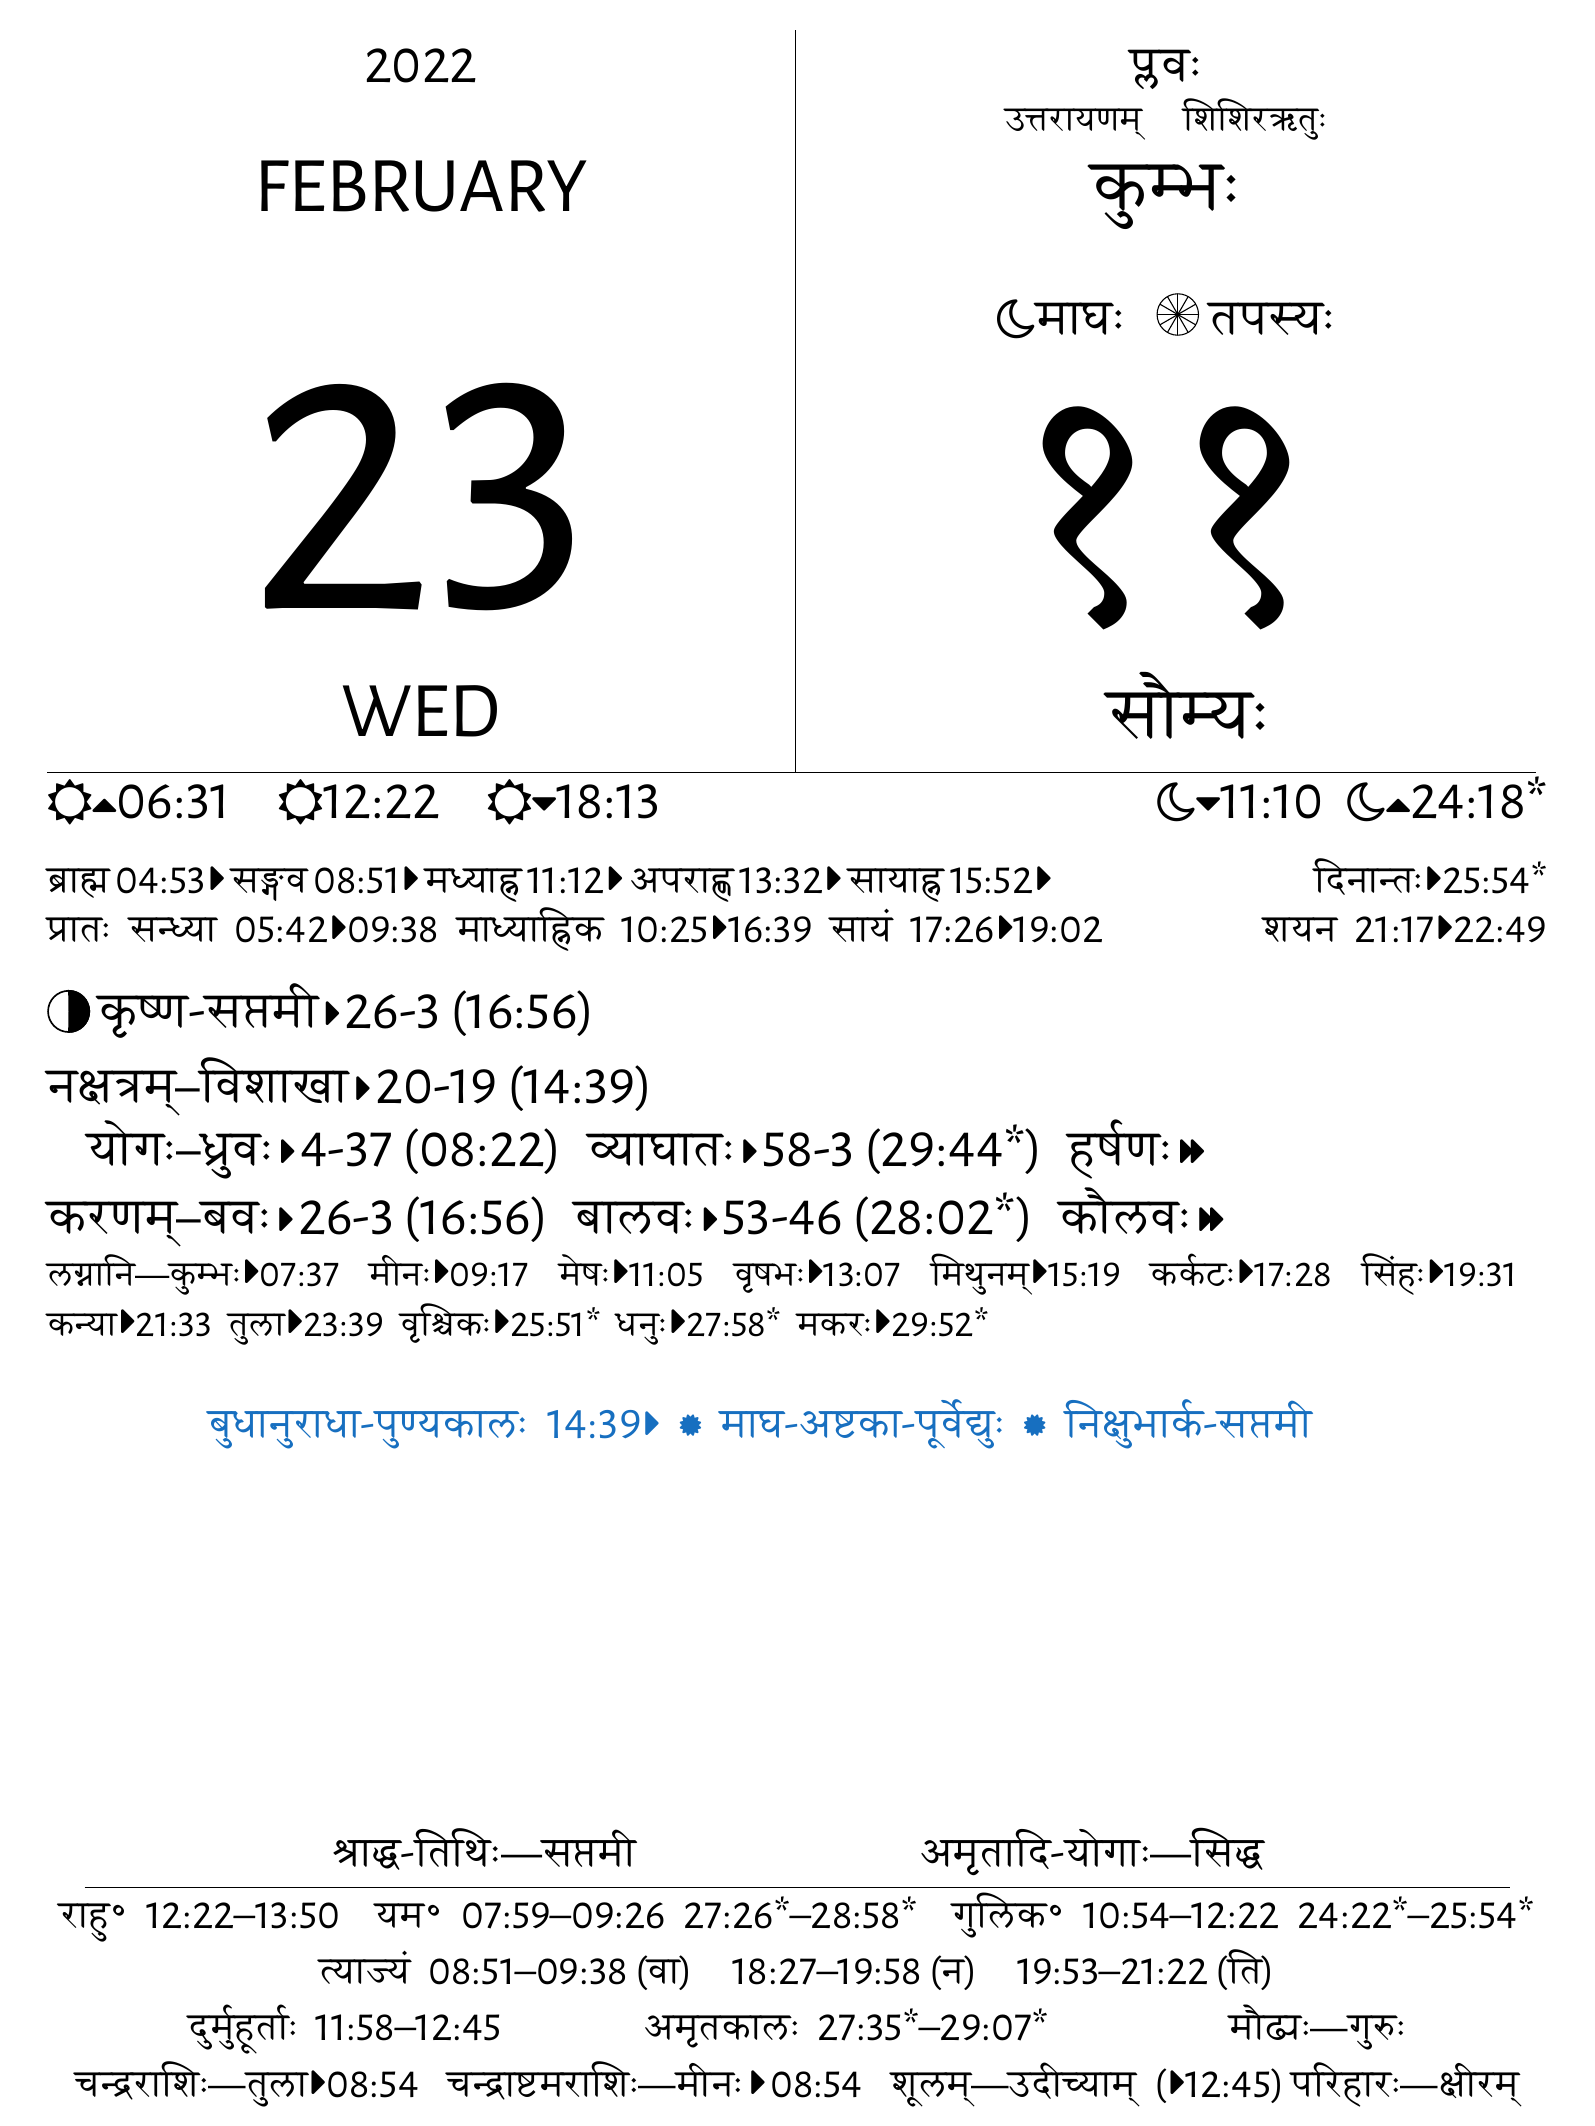 2022
FEBRUARY
23
WED
प्लवः
उत्तरायणम् शिशिरऋतुः
कुम्भः
माघः तपस्यः
११
सौम्यः
06:31 12:22 18:13 11:10 24:18*
ब्राह्म 04:53 सङ्गव 08:51 मध्याह्न 11:12 अपराह्ण 13:32 सायाह्न 15:52 दिनान्तः 25:54*
प्रातः सन्ध्या 05:42 09:38 माध्याह्निक 10:25 16:39 सायं 17:26 19:02 शयन 21:17 22:49
कृष्ण-सप्तमी 26-3 (16:56)
नक्षत्रम्–विशाखा 20-19 (14:39)
योगः–ध्रुवः 4-37 (08:22) व्याघातः 58-3 (29:44*) हर्षणः
करणम्–बवः 26-3 (16:56) बालवः 53-46 (28:02*) कौलवः
लग्नानि—कुम्भः 07:37 मीनः 09:17 मेषः 11:05 वृषभः 13:07 मिथुनम् 15:19 कर्कटः 17:28 सिंहः 19:31
कन्या 21:33 तुला 23:39 वृश्चिकः 25:51* धनुः 27:58* मकरः 29:52*
बुधानुराधा-पुण्यकालः 14:39 माघ-अष्टका-पूर्वेद्युः निक्षुभार्क-सप्तमी
श्राद्ध-तिथिः—सप्तमी अमृतादि-योगाः—सिद्ध
राहु॰ 12:22–13:50 यम॰ 07:59–09:26 27:26*–28:58* गुलिक॰ 10:54–12:22 24:22*–25:54*
त्याज्यं 08:51–09:38 (वा) 18:27–19:58 (न) 19:53–21:22 (ति)
दुर्मुहूर्ताः 11:58–12:45 अमृतकालः 27:35*–29:07* मौढ्यः—गुरुः
चन्द्रराशिः—तुला 08:54 चन्द्राष्टमराशिः—मीनः 08:54 शूलम्—उदीच्याम् (12:45) परिहारः—क्षीरम्